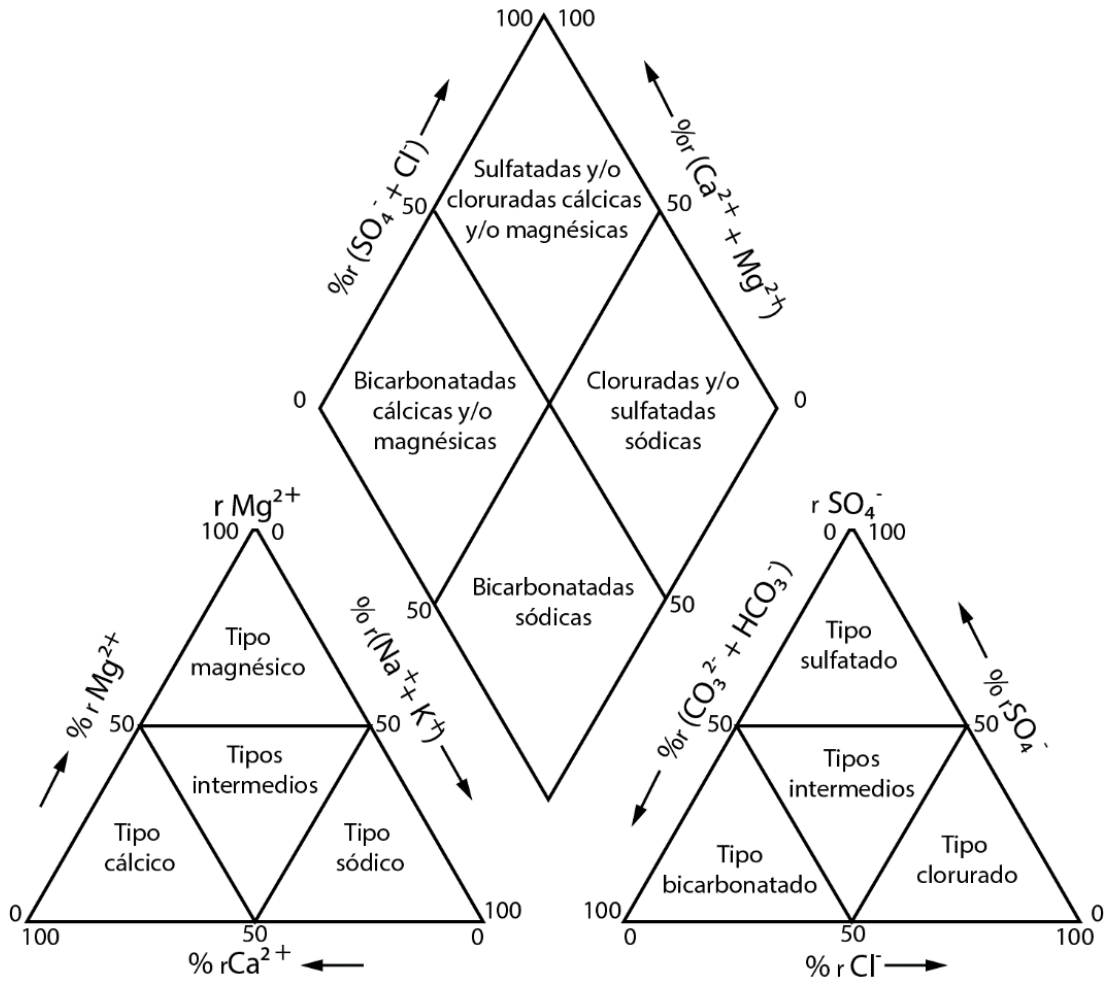 100 100
%r (SO₄⁻ + Cl⁻)
%r (Ca²⁺ + Mg²⁺)
Sulfatadas y/o
cloruradas cálcicas
y/o magnésicas
50
50
Bicarbonatadas
cálcicas y/o
magnésicas
Cloruradas y/o
sulfatadas
sódicas
0
0
Bicarbonatadas
sódicas
50
50
r Mg²⁺
100 0
% r Mg²⁺
% r(Na⁺ + K⁺)
Tipo
magnésico
50
50
Tipos
intermedios
Tipo
cálcico
Tipo
sódico
0
100
100
50
0
% rCa²⁺
r SO₄⁻
0 100
%r (CO₃²⁻ + HCO₃⁻)
% rSO₄⁻
Tipo
sulfatado
50
50
Tipos
intermedios
Tipo
bicarbonatado
Tipo
clorurado
100
0
0
50
100
% r Cl⁻